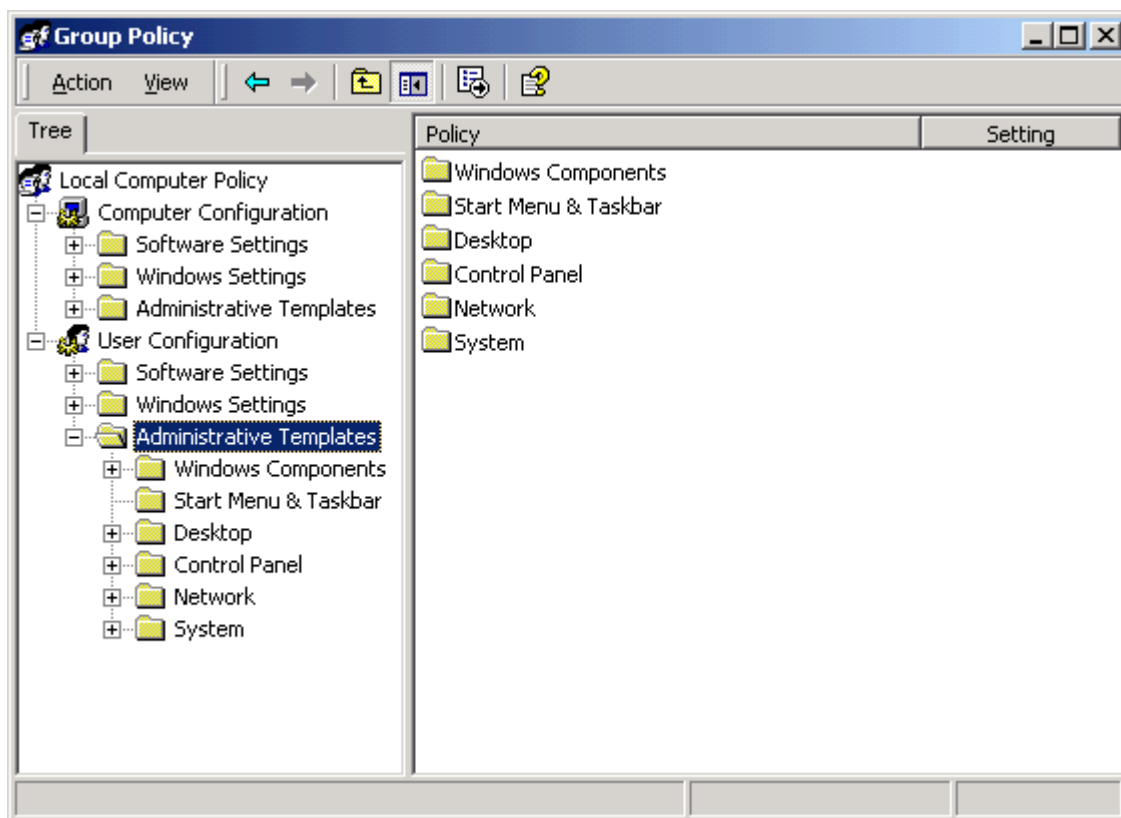 Group Policy
Action View
Tree
Policy Setting
Local Computer Policy
Computer Configuration
Software Settings
Windows Settings
Administrative Templates
User Configuration
Software Settings
Windows Settings
Administrative Templates
Windows Components
Start Menu & Taskbar
Desktop
Control Panel
Network
System
Windows Components
Start Menu & Taskbar
Desktop
Control Panel
Network
System